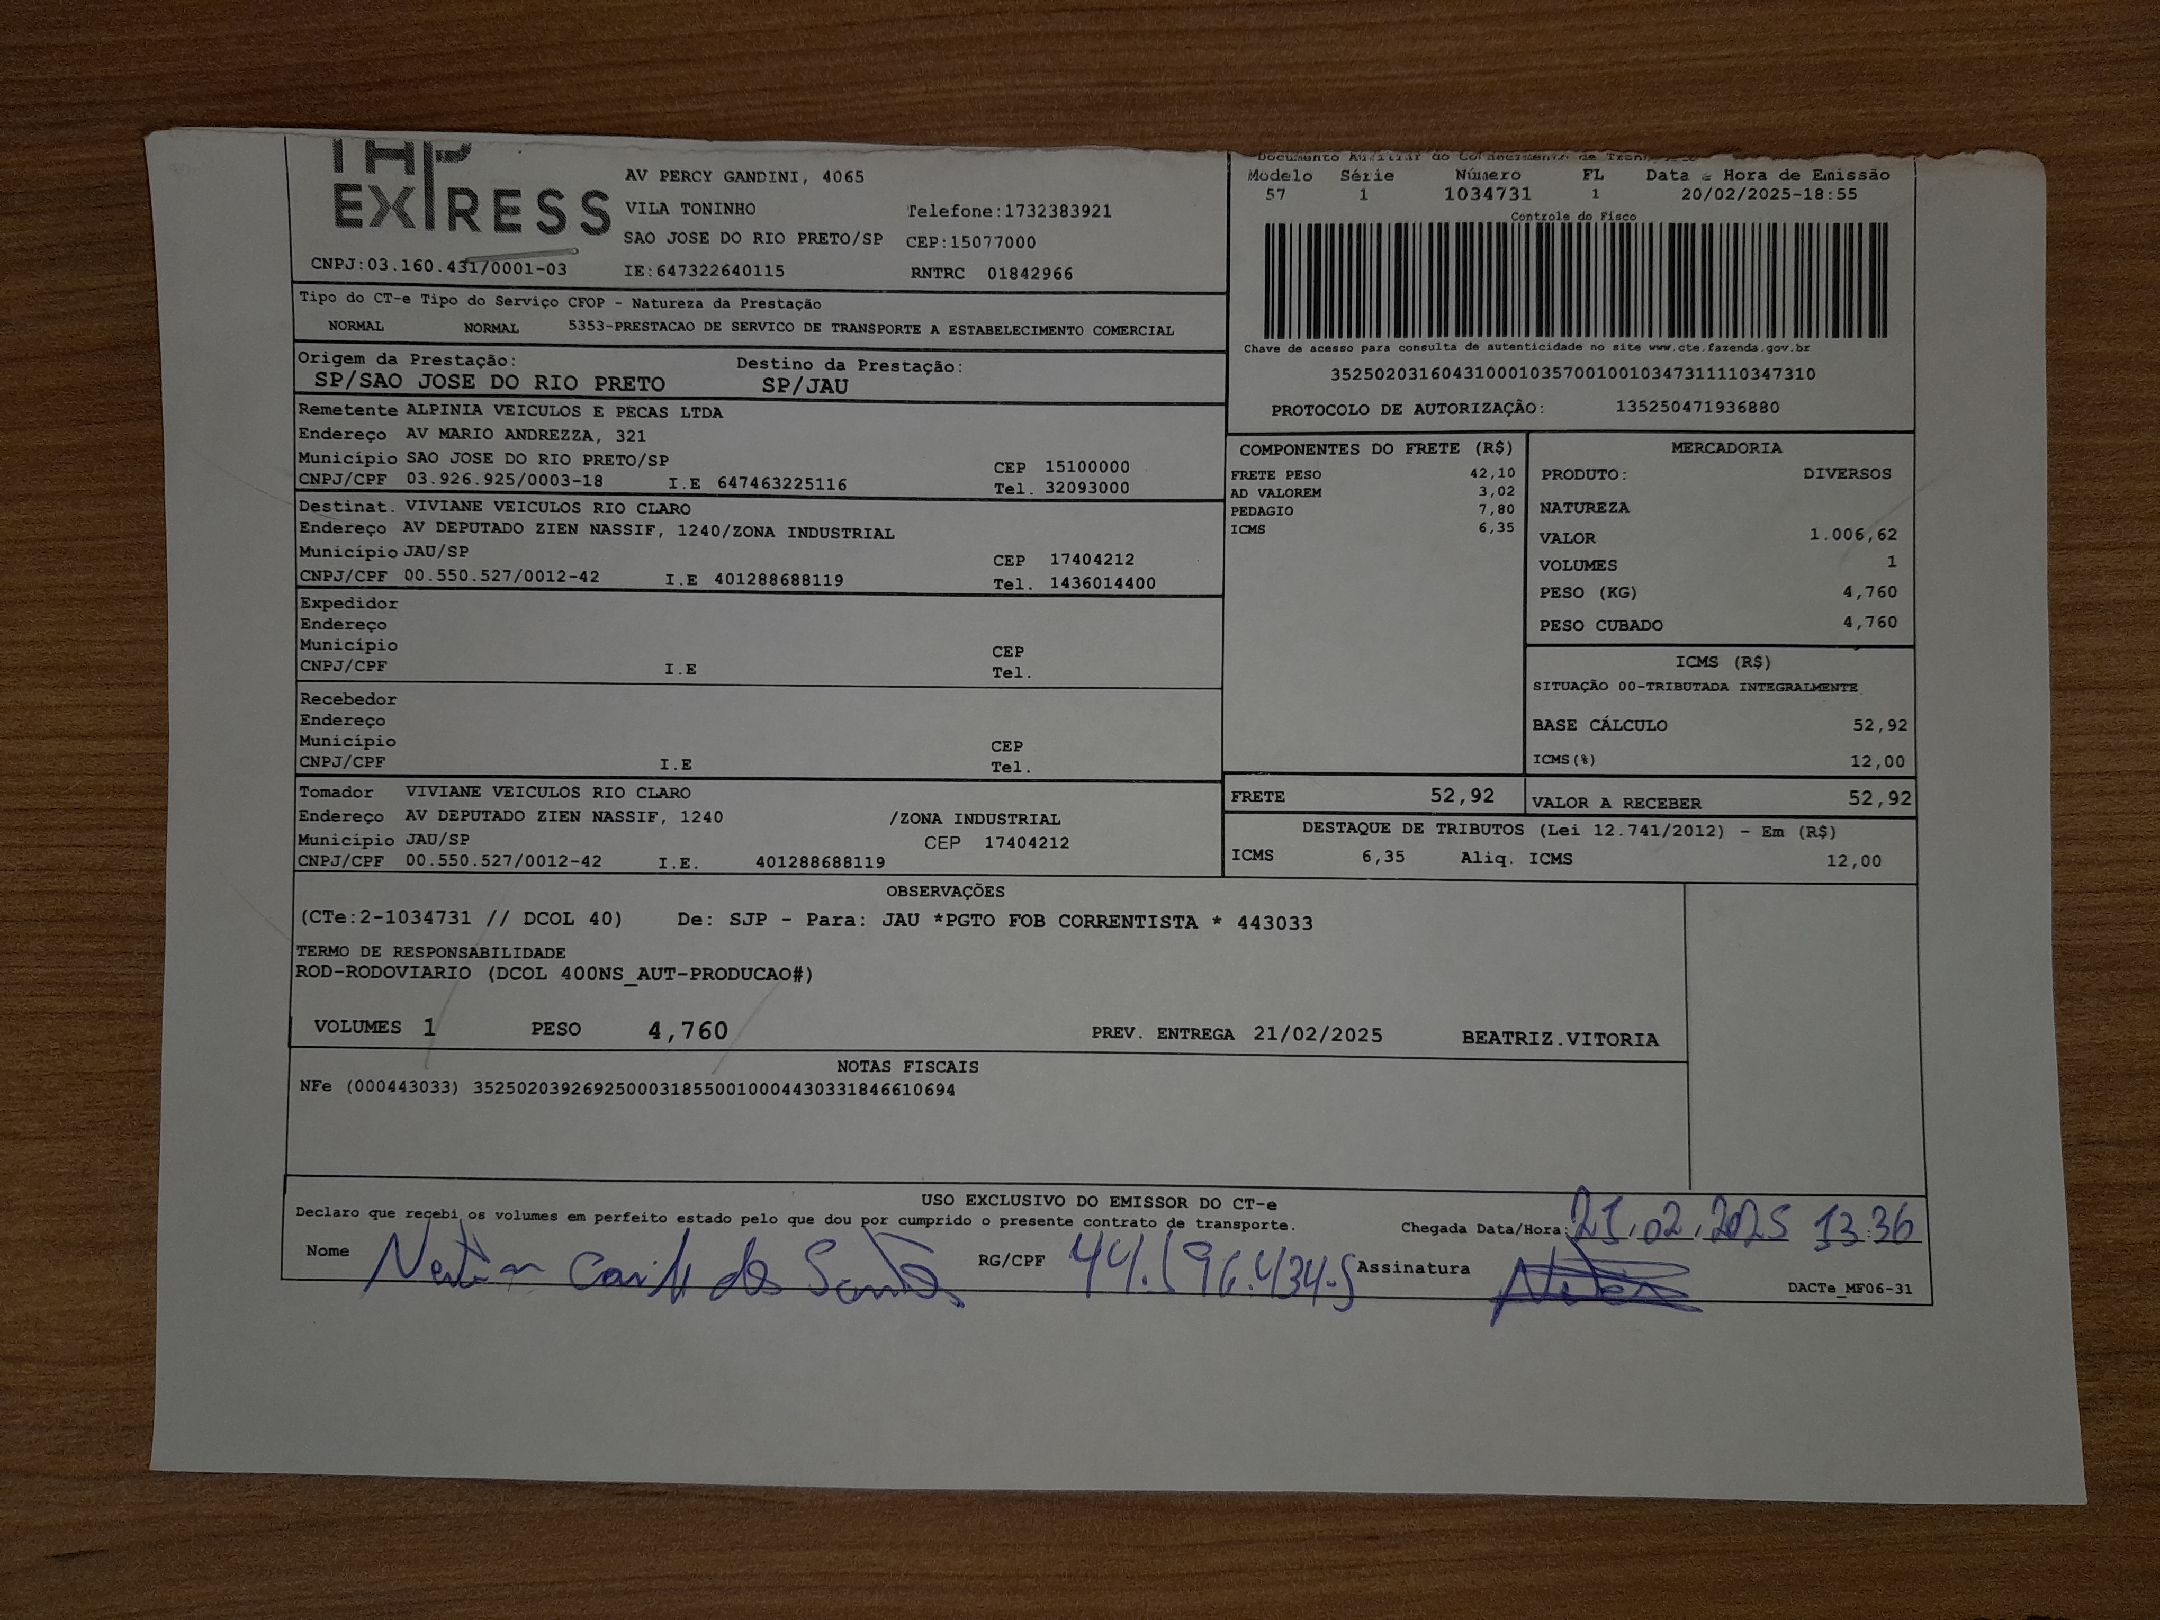 EXPRESS
AV PERCY GANDINI, 4065
VILA TONINHO Telefone:1732383921
SAO JOSE DO RIO PRETO/SP CEP:15077000
CNPJ:03.160.431/0001-03 IE:647322640115 RNTRC 01842966
Modelo Série Número FL Data e Hora de Emissão
57 1 1034731 1 20/02/2025-18:55
Controle do Fisco
Chave de acesso para consulta de autenticidade no site www.cte.fazenda.gov.br
35250203160431000103570010010347311110347310
PROTOCOLO DE AUTORIZAÇÃO: 135250471936880
Tipo do CT-e Tipo do Serviço CFOP - Natureza da Prestação
NORMAL NORMAL 5353-PRESTACAO DE SERVICO DE TRANSPORTE A ESTABELECIMENTO COMERCIAL
Origem da Prestação: Destino da Prestação:
SP/SAO JOSE DO RIO PRETO SP/JAU
Remetente ALPINIA VEICULOS E PECAS LTDA
Endereço AV MARIO ANDREZZA, 321
Município SAO JOSE DO RIO PRETO/SP CEP 15100000
CNPJ/CPF 03.926.925/0003-18 I.E 647463225116 Tel. 32093000
Destinat. VIVIANE VEICULOS RIO CLARO
Endereço AV DEPUTADO ZIEN NASSIF, 1240/ZONA INDUSTRIAL
Município JAU/SP CEP 17404212
CNPJ/CPF 00.550.527/0012-42 I.E 401288688119 Tel. 1436014400
Expedidor
Endereço
Município CEP
CNPJ/CPF I.E Tel.
Recebedor
Endereço
Município CEP
CNPJ/CPF I.E Tel.
Tomador VIVIANE VEICULOS RIO CLARO
Endereço AV DEPUTADO ZIEN NASSIF, 1240 /ZONA INDUSTRIAL
Município JAU/SP CEP 17404212
CNPJ/CPF 00.550.527/0012-42 I.E. 401288688119
COMPONENTES DO FRETE (R$)
FRETE PESO 42,10
AD VALOREM 3,02
PEDAGIO 7,80
ICMS 6,35
MERCADORIA
PRODUTO: DIVERSOS
NATUREZA
VALOR 1.006,62
VOLUMES 1
PESO (KG) 4,760
PESO CUBADO 4,760
ICMS (R$)
SITUAÇÃO 00-TRIBUTADA INTEGRALMENTE
BASE CÁLCULO 52,92
ICMS(%) 12,00
FRETE 52,92 VALOR A RECEBER 52,92
DESTAQUE DE TRIBUTOS (Lei 12.741/2012) - Em (R$)
ICMS 6,35 Aliq. ICMS 12,00
OBSERVAÇÕES
(CTe:2-1034731 // DCOL 40) De: SJP - Para: JAU *PGTO FOB CORRENTISTA * 443033
TERMO DE RESPONSABILIDADE
ROD-RODOVIARIO (DCOL 400NS_AUT-PRODUCAO#)
VOLUMES 1 PESO 4,760 PREV. ENTREGA 21/02/2025 BEATRIZ.VITORIA
NOTAS FISCAIS
NFe (000443033) 35250203926925000318550010004430331846610694
USO EXCLUSIVO DO EMISSOR DO CT-e
Declaro que recebi os volumes em perfeito estado pelo que dou por cumprido o presente contrato de transporte. Chegada Data/Hora: 21.02.2025 13:36
Nome dos Santos RG/CPF Assinatura
DACTe_MF06-31